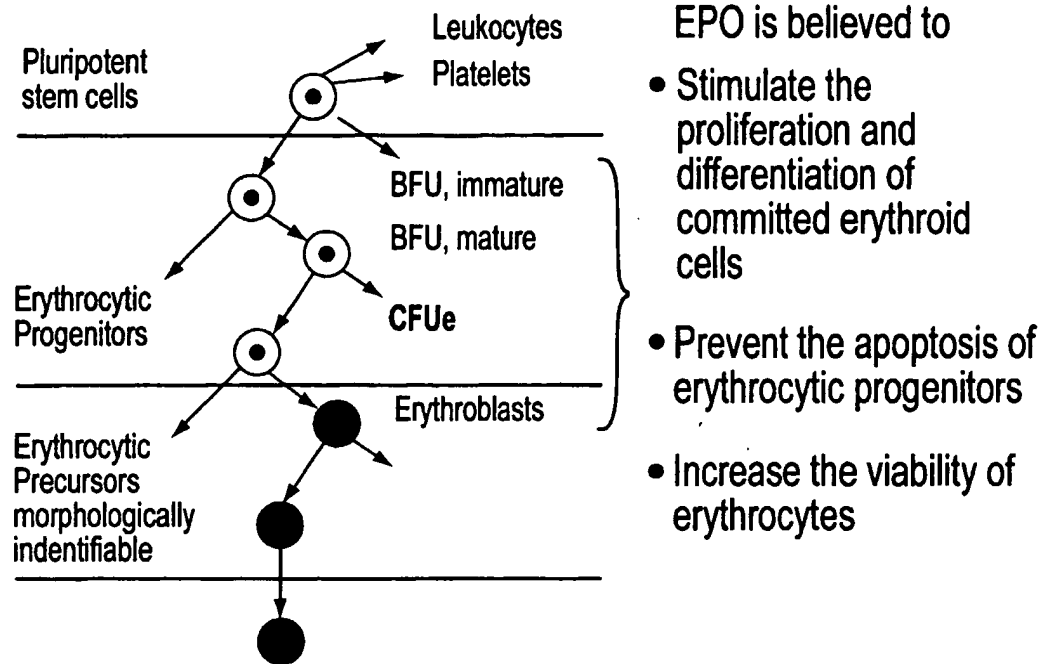 Leukocytes
Platelets
Pluripotent
stem cells
BFU, immature
BFU, mature
CFUe
Erythrocytic
Progenitors
Erythroblasts
Erythrocytic
Precursors
morphologically
indentifiable
EPO is believed to
• Stimulate the
proliferation and
differentiation of
committed erythroid
cells
• Prevent the apoptosis of
erythrocytic progenitors
• Increase the viability of
erythrocytes